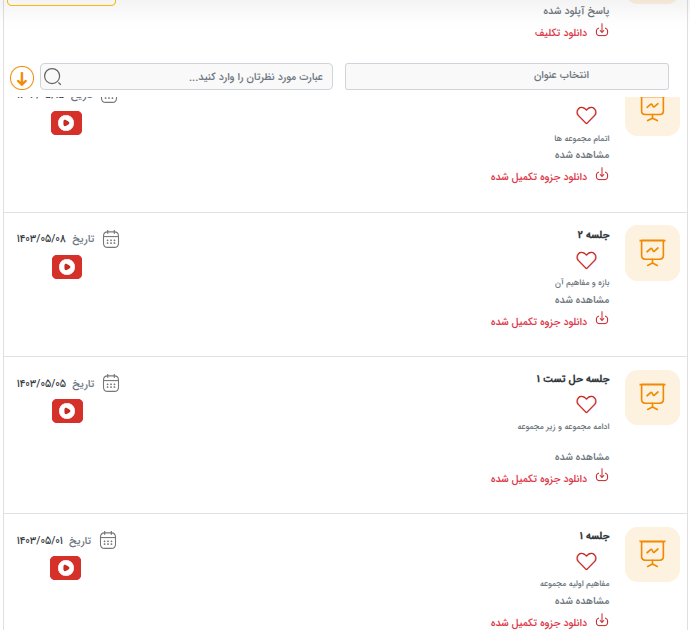 پاسخ آپلود شده
دانلود تکلیف
انتخاب عنوان
عبارت مورد نظرتان را وارد کنید...
تاریخ
اتمام مجموعه ها
مشاهده شده
دانلود جزوه تکمیل شده
جلسه ۲
تاریخ ۱۴۰۳/۰۵/۰۸
بازه و مفاهیم آن
مشاهده شده
دانلود جزوه تکمیل شده
جلسه حل تست ۱
تاریخ ۱۴۰۳/۰۵/۰۵
ادامه مجموعه و زیر مجموعه
مشاهده شده
دانلود جزوه تکمیل شده
جلسه ۱
تاریخ ۱۴۰۳/۰۵/۰۱
مفاهیم اولیه مجموعه
مشاهده شده
دانلود جزوه تکمیل شده